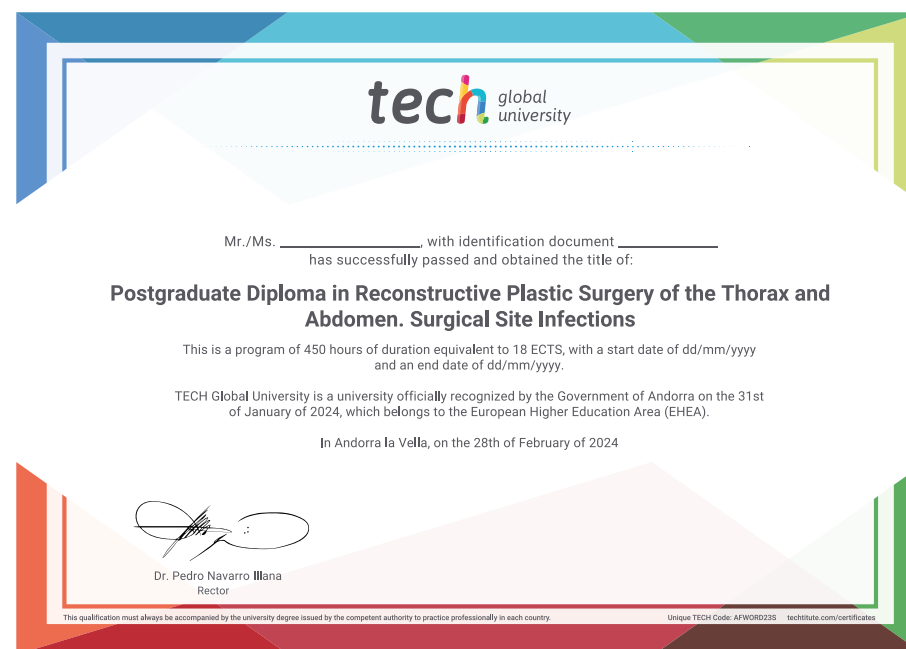 tech global university
Mr./Ms. ____________, with identification document ____________
has successfully passed and obtained the title of:
Postgraduate Diploma in Reconstructive Plastic Surgery of the Thorax and
Abdomen. Surgical Site Infections
This is a program of 450 hours of duration equivalent to 18 ECTS, with a start date of dd/mm/yyyy
and an end date of dd/mm/yyyy.
TECH Global University is a university officially recognized by the Government of Andorra on the 31st
of January of 2024, which belongs to the European Higher Education Area (EHEA).
In Andorra la Vella, on the 28th of February of 2024
Dr. Pedro Navarro Illana
Rector
This qualification must always be accompanied by the university degree issued by the competent authority to practice professionally in each country.
Unique TECH Code: AFWORD23S techtitute.com/certificates